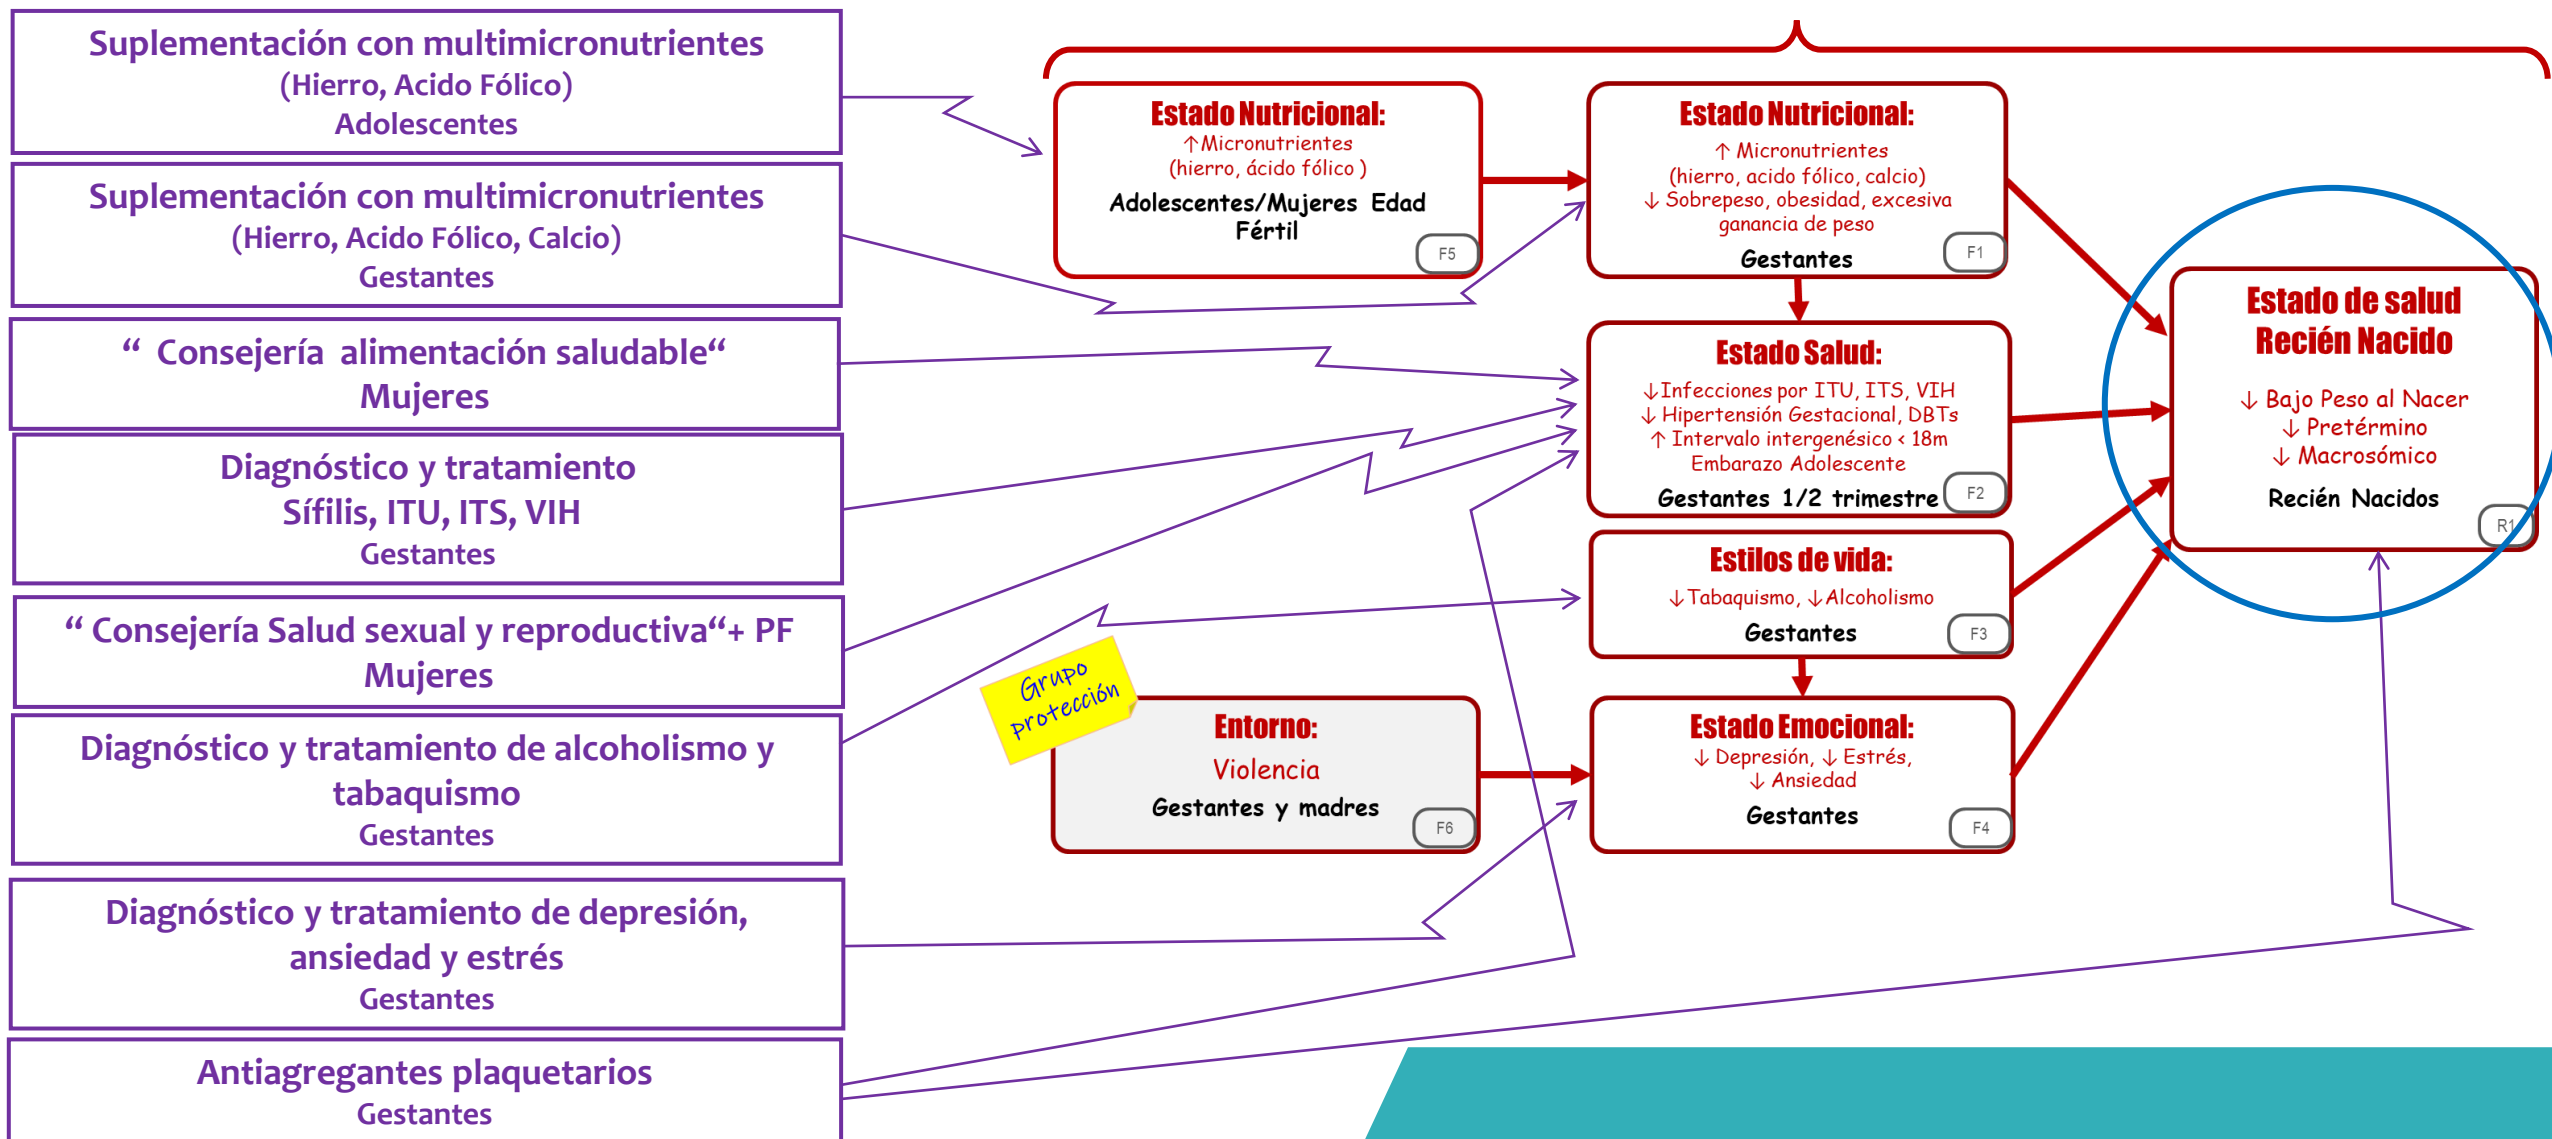 Suplementación con multimicronutrientes
(Hierro, Acido Fólico)
Adolescentes
Suplementación con multimicronutrientes
(Hierro, Acido Fólico, Calcio)
Gestantes
“ Consejería alimentación saludable“
Mujeres
Diagnóstico y tratamiento
Sífilis, ITU, ITS, VIH
Gestantes
“ Consejería Salud sexual y reproductiva“+ PF
Mujeres
Diagnóstico y tratamiento de alcoholismo y
tabaquismo
Gestantes
Diagnóstico y tratamiento de depresión,
ansiedad y estrés
Gestantes
Antiagregantes plaquetarios
Gestantes
Estado Nutricional:
↑Micronutrientes
(hierro, ácido fólico )
Adolescentes/Mujeres Edad
Fértil
F5
Estado Nutricional:
↑ Micronutrientes
(hierro, acido fólico, calcio)
↓ Sobrepeso, obesidad, excesiva
ganancia de peso
Gestantes
F1
Estado Salud:
↓Infecciones por ITU, ITS, VIH
↓ Hipertensión Gestacional, DBTs
↑ Intervalo intergenésico < 18m
Embarazo Adolescente
Gestantes 1/2 trimestre
F2
Estilos de vida:
↓Tabaquismo, ↓Alcoholismo
Gestantes
F3
Grupo
protección
Entorno:
Violencia
Gestantes y madres
F6
Estado Emocional:
↓ Depresión, ↓ Estrés,
↓ Ansiedad
Gestantes
F4
Estado de salud
Recién Nacido
↓ Bajo Peso al Nacer
↓ Pretérmino
↓ Macrosómico
Recién Nacidos
R1